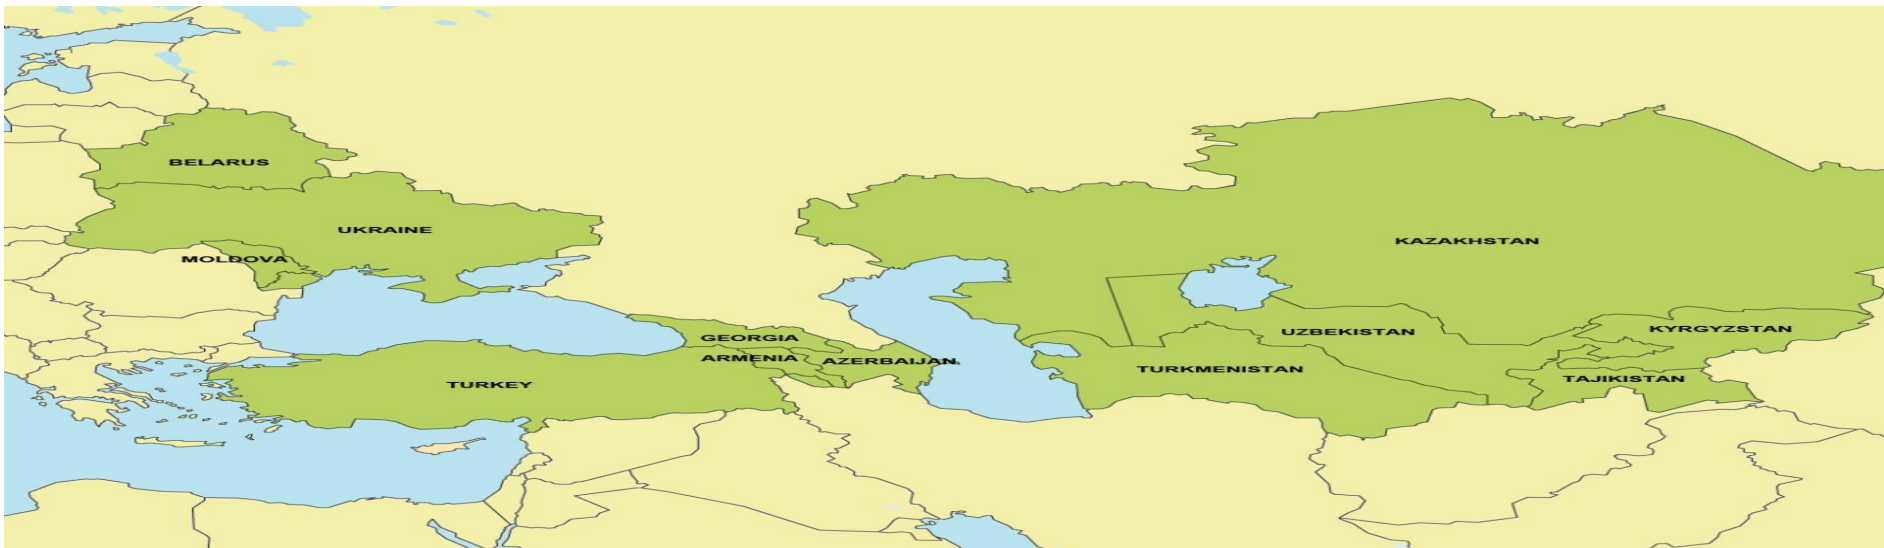 BELARUS
UKRAINE
MOLDOVA
KAZAKHSTAN
GEORGIA
UZBEKISTAN
KYRGYZSTAN
ARMENIA
AZERBAIJAN
TURKMENISTAN
TURKEY
TAJIKISTAN